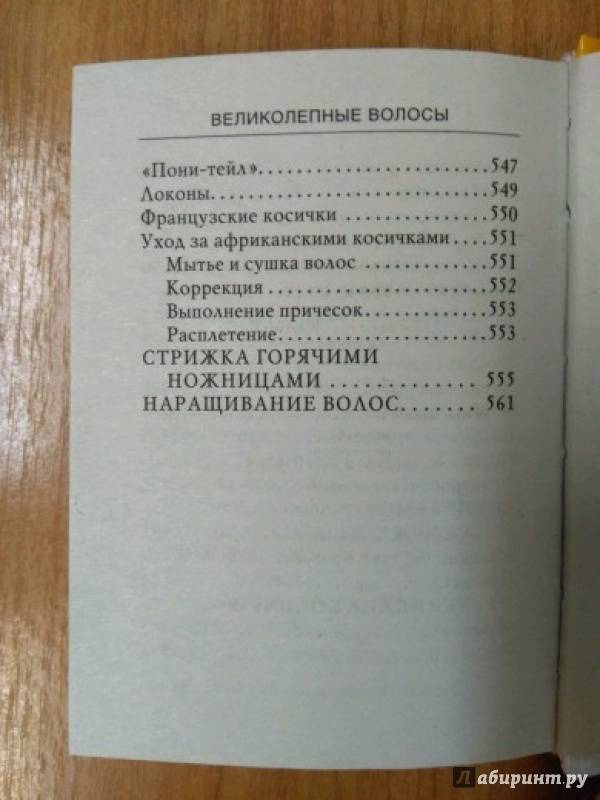 ВЕЛИКОЛЕПНЫЕ ВОЛОСЫ
«Пони-тейл».......................547
Локоны............................549
Французские косички ..............550
Уход за африканскими косичками....551
Мытье и сушка волос ..............551
Коррекция ........................552
Выполнение причесок...............553
Расплетение.......................553
СТРИЖКА ГОРЯЧИМИ
НОЖНИЦАМИ . . . . . . . . . . . 555
НАРАЩИВАНИЕ ВОЛОС. . . . . . 561
Лабиринт.ру